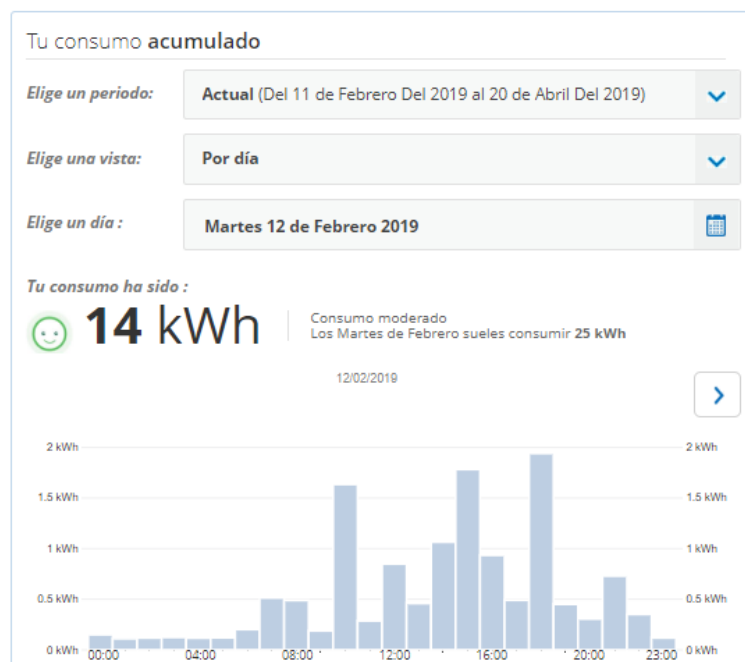 Tu consumo acumulado
Elige un periodo: Actual (Del 11 de Febrero Del 2019 al 20 de Abril Del 2019)
Elige una vista: Por día
Elige un día : Martes 12 de Febrero 2019
Tu consumo ha sido :
14 kWh
Consumo moderado
Los Martes de Febrero sueles consumir 25 kWh
12/02/2019
2 kWh 2 kWh
1.5 kWh 1.5 kWh
1 kWh 1 kWh
0.5 kWh 0.5 kWh
0 kWh 0 kWh
00:00 04:00 08:00 12:00 16:00 20:00 23:00